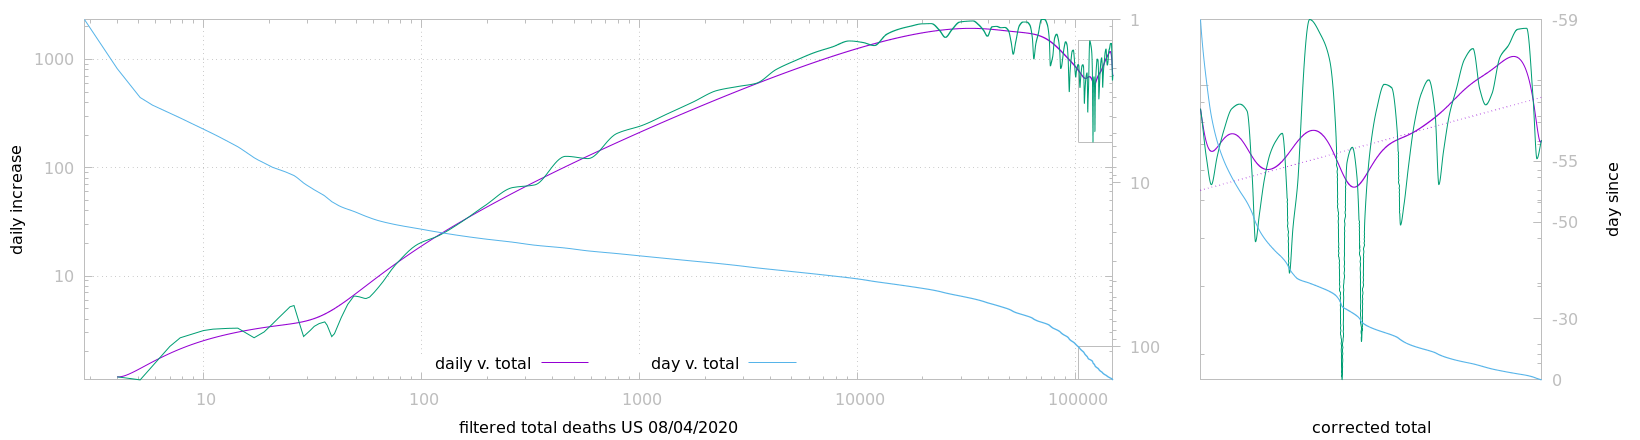 1000
100
10
daily increase
daily v. total
day v. total
10
100
1000
10000
100000
filtered total deaths US 08/04/2020
1
10
100
-59
-55
-50
-30
0
day since
corrected total